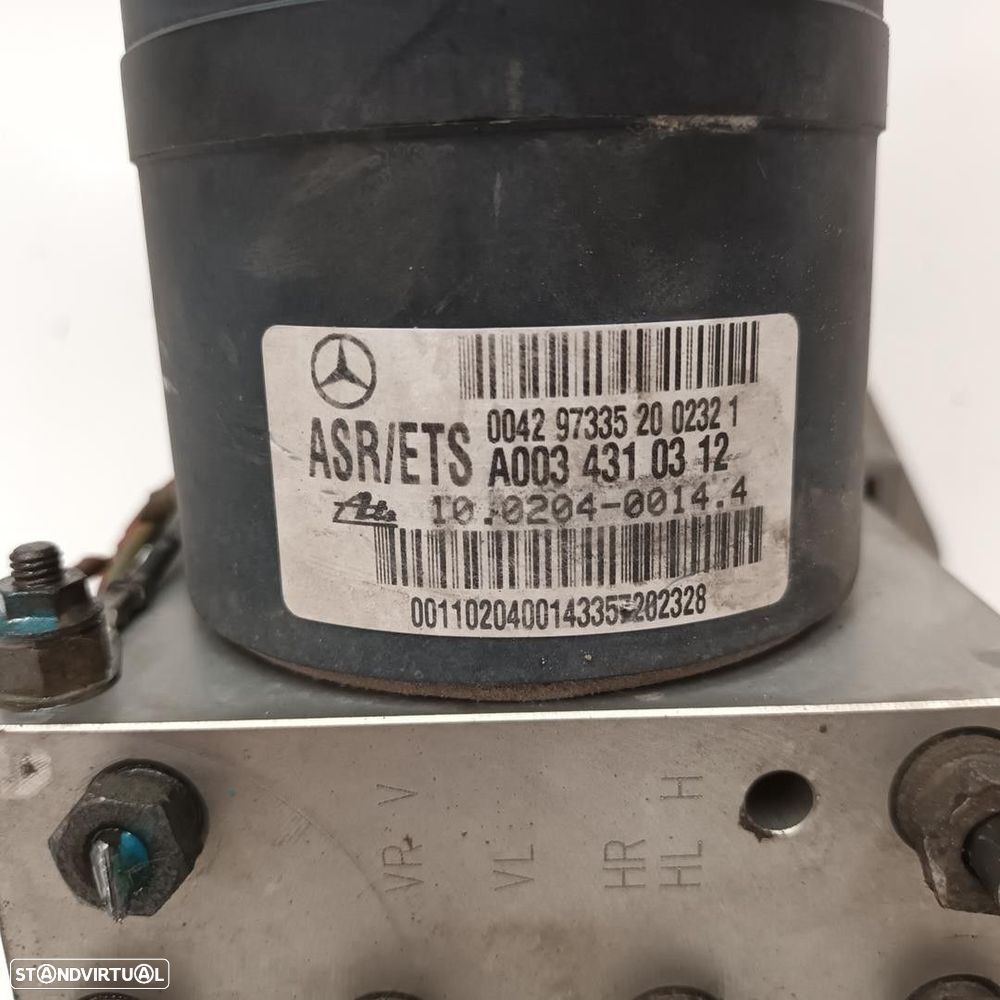 0042 97335 20 0232 1
ASR/ETS A003 431 03 12
Ate 10.0204-0014.4
VR V
VL
HR
HL H
STANDVIRTUAL